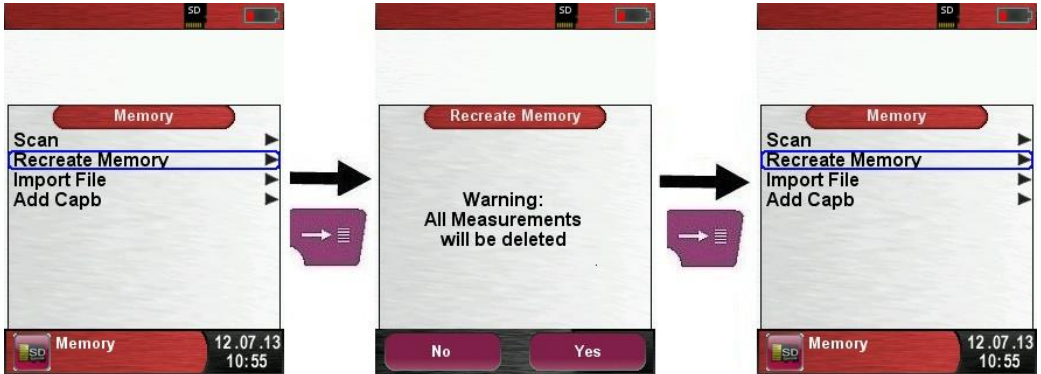 SD
Memory
Scan
Recreate Memory
Import File
Add Capb
SD
Memory
12.07.13
10:55
SD
Recreate Memory
Warning:
All Measurements
will be deleted
No
Yes
SD
Memory
Scan
Recreate Memory
Import File
Add Capb
SD
Memory
12.07.13
10:55